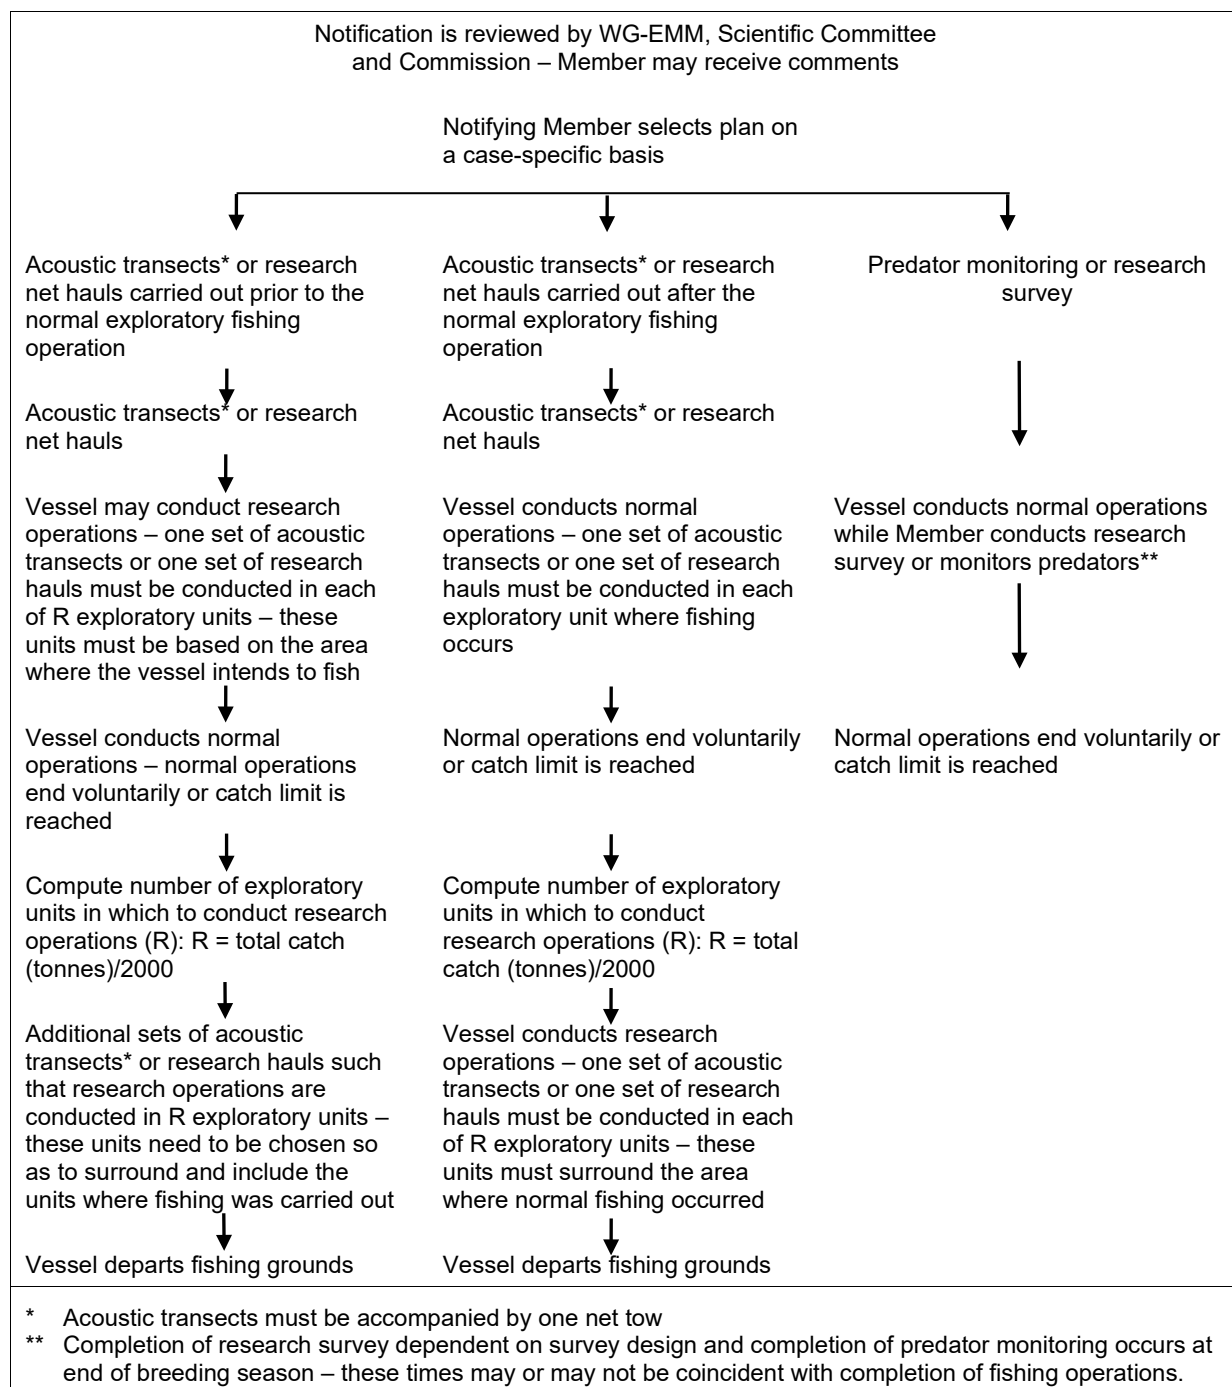 Notification is reviewed by WG-EMM, Scientific Committee
and Commission – Member may receive comments
Notifying Member selects plan on
a case-specific basis
Acoustic transects* or research
net hauls carried out prior to the
normal exploratory fishing
operation
Acoustic transects* or research
net hauls
Vessel may conduct research
operations – one set of acoustic
transects or one set of research
hauls must be conducted in each
of R exploratory units – these
units must be based on the area
where the vessel intends to fish
Vessel conducts normal
operations – normal operations
end voluntarily or catch limit is
reached
Compute number of exploratory
units in which to conduct research
operations (R): R = total catch
(tonnes)/2000
Additional sets of acoustic
transects* or research hauls such
that research operations are
conducted in R exploratory units –
these units need to be chosen so
as to surround and include the
units where fishing was carried out
Vessel departs fishing grounds
Acoustic transects* or research
net hauls carried out after the
normal exploratory fishing
operation
Acoustic transects* or research
net hauls
Vessel conducts normal
operations – one set of acoustic
transects or one set of research
hauls must be conducted in each
exploratory unit where fishing
occurs
Normal operations end voluntarily
or catch limit is reached
Compute number of exploratory
units in which to conduct
research operations (R): R = total
catch (tonnes)/2000
Vessel conducts research
operations – one set of acoustic
transects or one set of research
hauls must be conducted in each
of R exploratory units – these
units must surround the area
where normal fishing occurred
Vessel departs fishing grounds
Predator monitoring or research
survey
Vessel conducts normal operations
while Member conducts research
survey or monitors predators**
Normal operations end voluntarily or
catch limit is reached
* Acoustic transects must be accompanied by one net tow
** Completion of research survey dependent on survey design and completion of predator monitoring occurs at
end of breeding season – these times may or may not be coincident with completion of fishing operations.